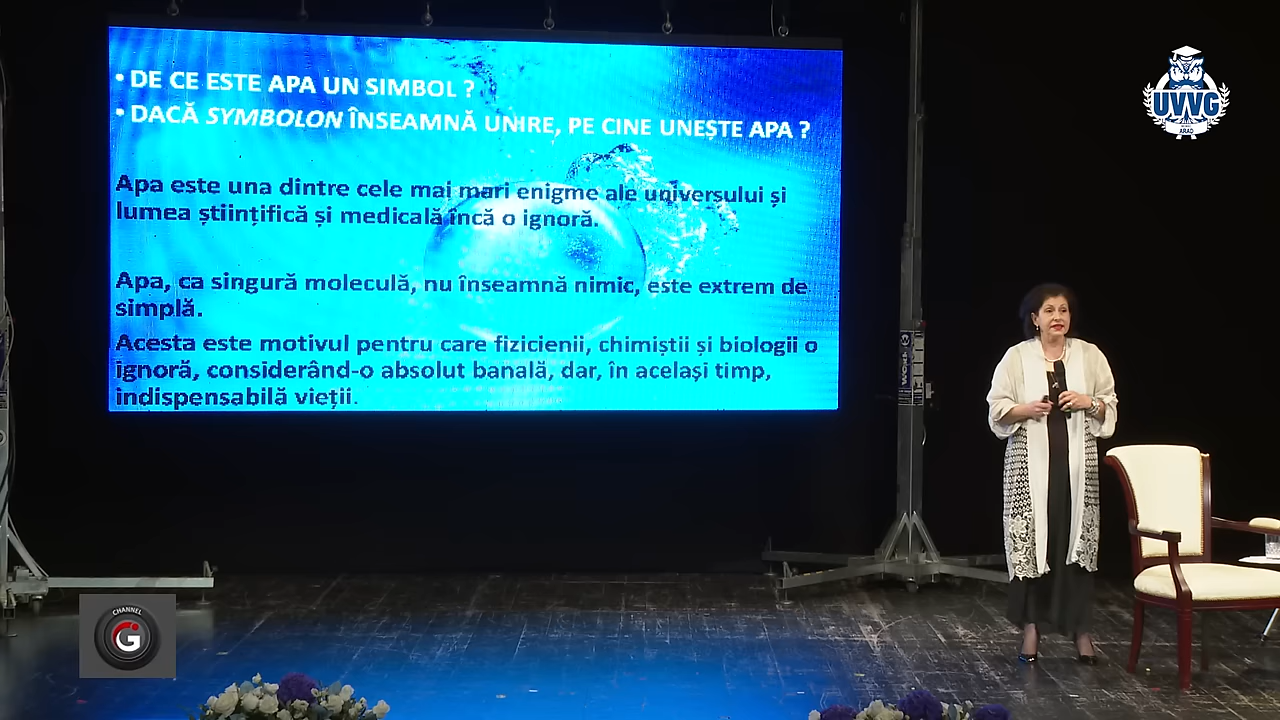 • DE CE ESTE APA UN SIMBOL ?
• DACĂ SYMBOLON ÎNSEAMNĂ UNIRE, PE CINE UNEȘTE APA ?
Apa este una dintre cele mai mari enigme ale universului și
lumea științifică și medicală încă o ignoră.
Apa, ca singură moleculă, nu înseamnă nimic, este extrem de
simplă.
Acesta este motivul pentru care fizicienii, chimiștii și biologii o
ignoră, considerând-o absolut banală, dar, în același timp,
indispensabilă vieții.
UVVG
ARAD
WORK
CHANNEL
G